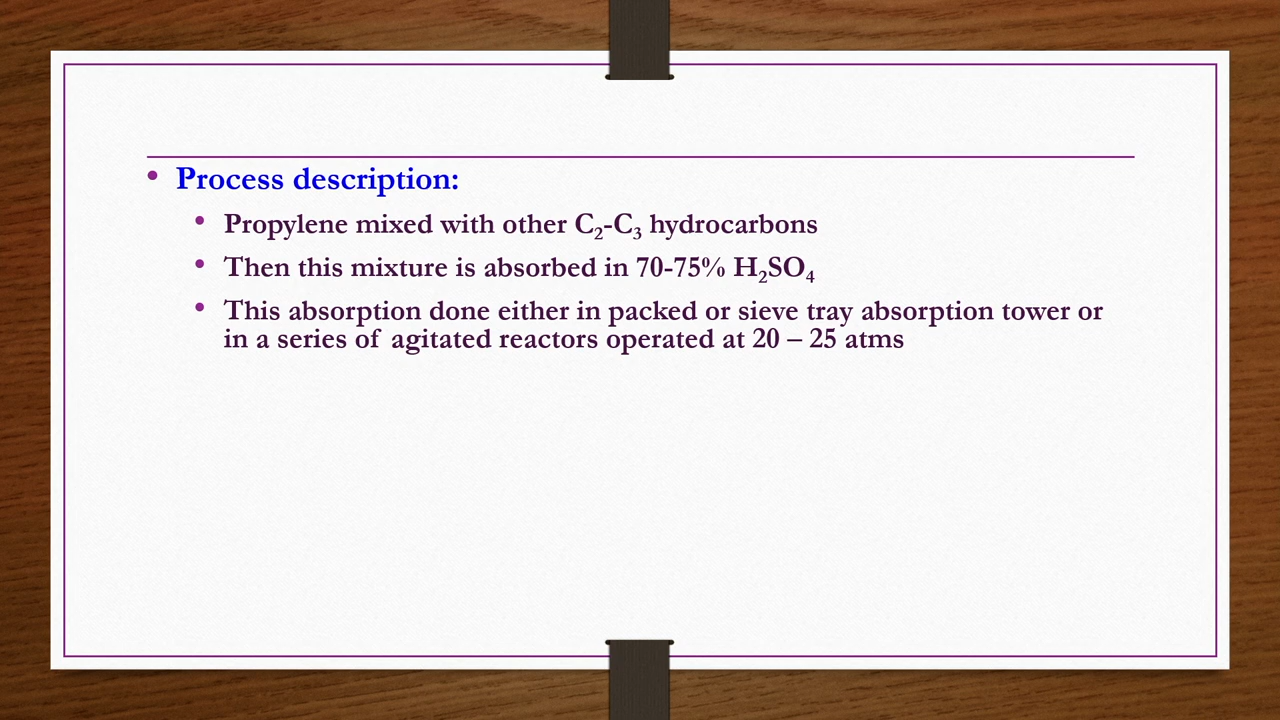 • Process description:
• Propylene mixed with other C₂-C₃ hydrocarbons
• Then this mixture is absorbed in 70-75% H₂SO₄
• This absorption done either in packed or sieve tray absorption tower or
in a series of agitated reactors operated at 20 – 25 atms